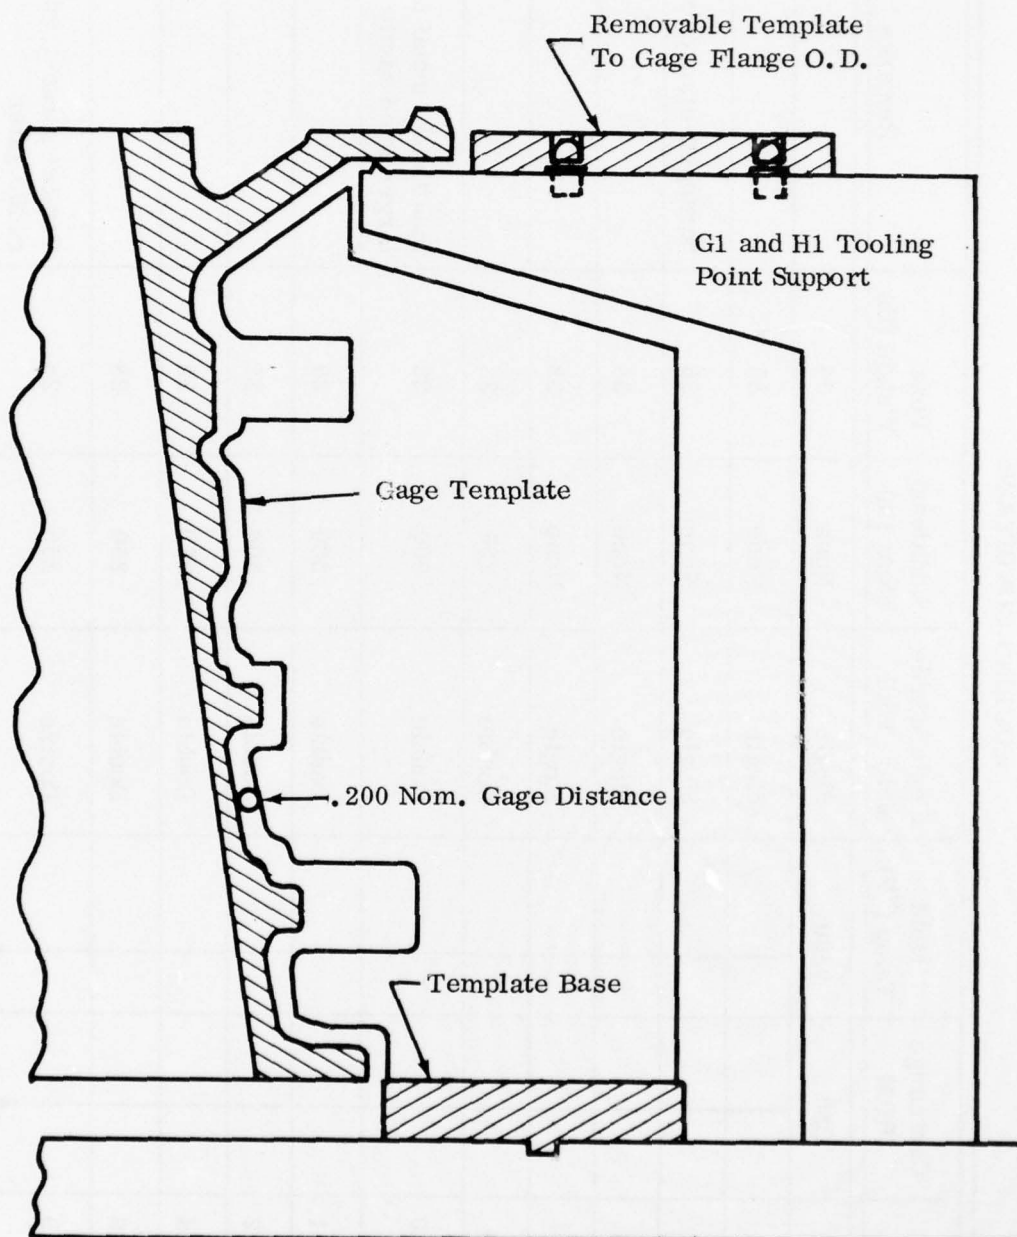 Removable Template
To Gage Flange O.D.
G1 and H1 Tooling
Point Support
Gage Template
.200 Nom. Gage Distance
Template Base